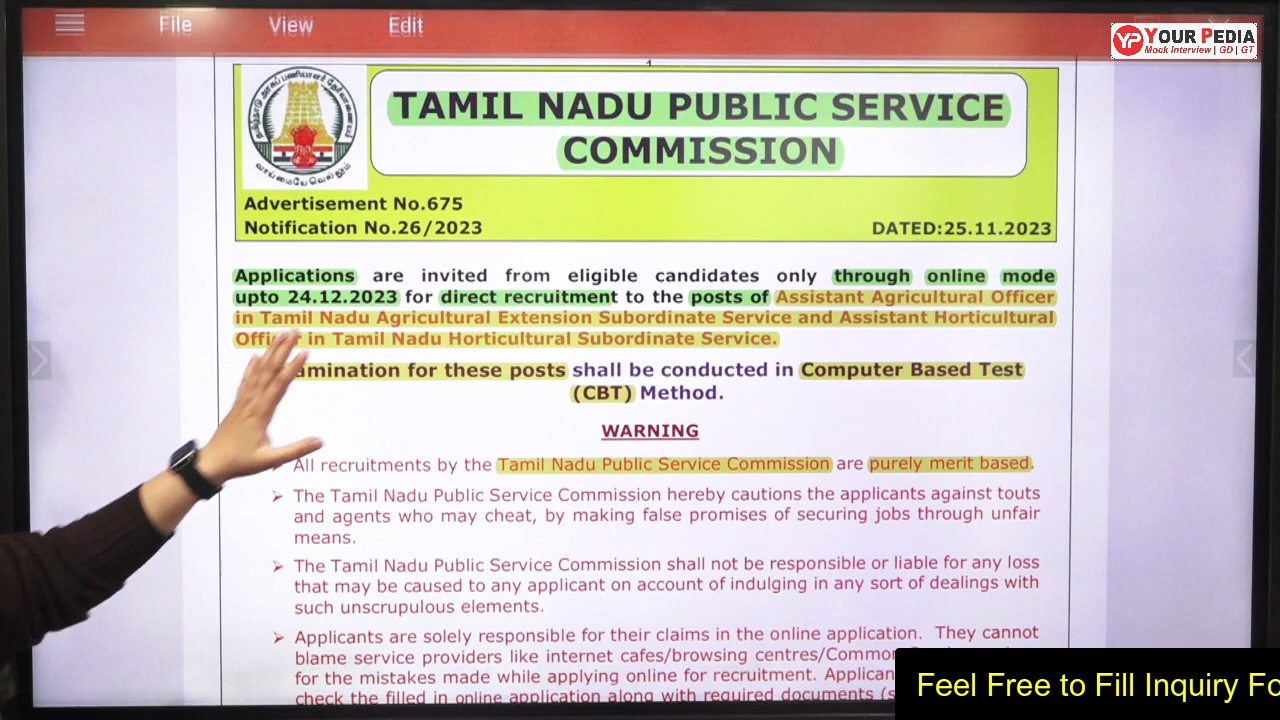 File View Edit
YOUR PEDIA
Mock Interview | GD | GT
1
TAMIL NADU PUBLIC SERVICE
COMMISSION
வாய்மையே வெல்லும்
Advertisement No.675
Notification No.26/2023
DATED:25.11.2023
Applications are invited from eligible candidates only through online mode
upto 24.12.2023 for direct recruitment to the posts of Assistant Agricultural Officer
in Tamil Nadu Agricultural Extension Subordinate Service and Assistant Horticultural
Officer in Tamil Nadu Horticultural Subordinate Service.
amination for these posts shall be conducted in Computer Based Test
(CBT) Method.
WARNING
➢ All recruitments by the Tamil Nadu Public Service Commission are purely merit based.
➢ The Tamil Nadu Public Service Commission hereby cautions the applicants against touts
and agents who may cheat, by making false promises of securing jobs through unfair
means.
➢ The Tamil Nadu Public Service Commission shall not be responsible or liable for any loss
that may be caused to any applicant on account of indulging in any sort of dealings with
such unscrupulous elements.
➢ Applicants are solely responsible for their claims in the online application. They cannot
blame service providers like internet cafes/browsing centres/Common
for the mistakes made while applying online for recruitment. Applican
check the filled in online application along with required documents (s
Feel Free to Fill Inquiry Fo